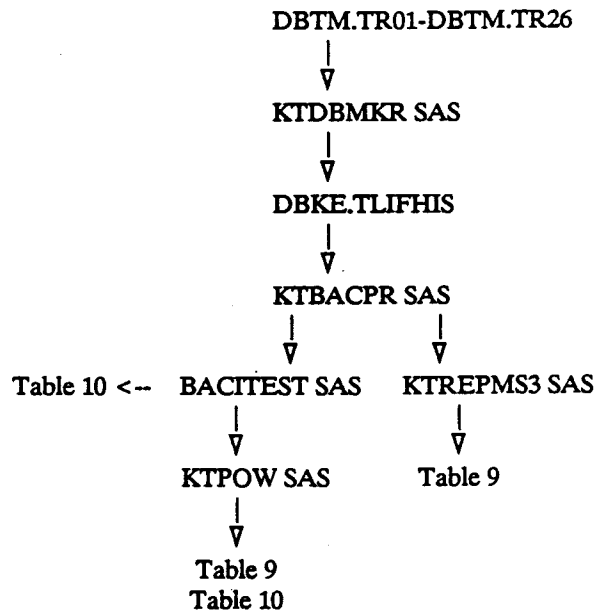 DBTM.TR01-DBTM.TR26
KTDBMKR SAS
DBKE.TLIFHIS
KTBACPR SAS
Table 10 <-- BACITEST SAS KTREPMS3 SAS
KTPOW SAS Table 9
Table 9
Table 10